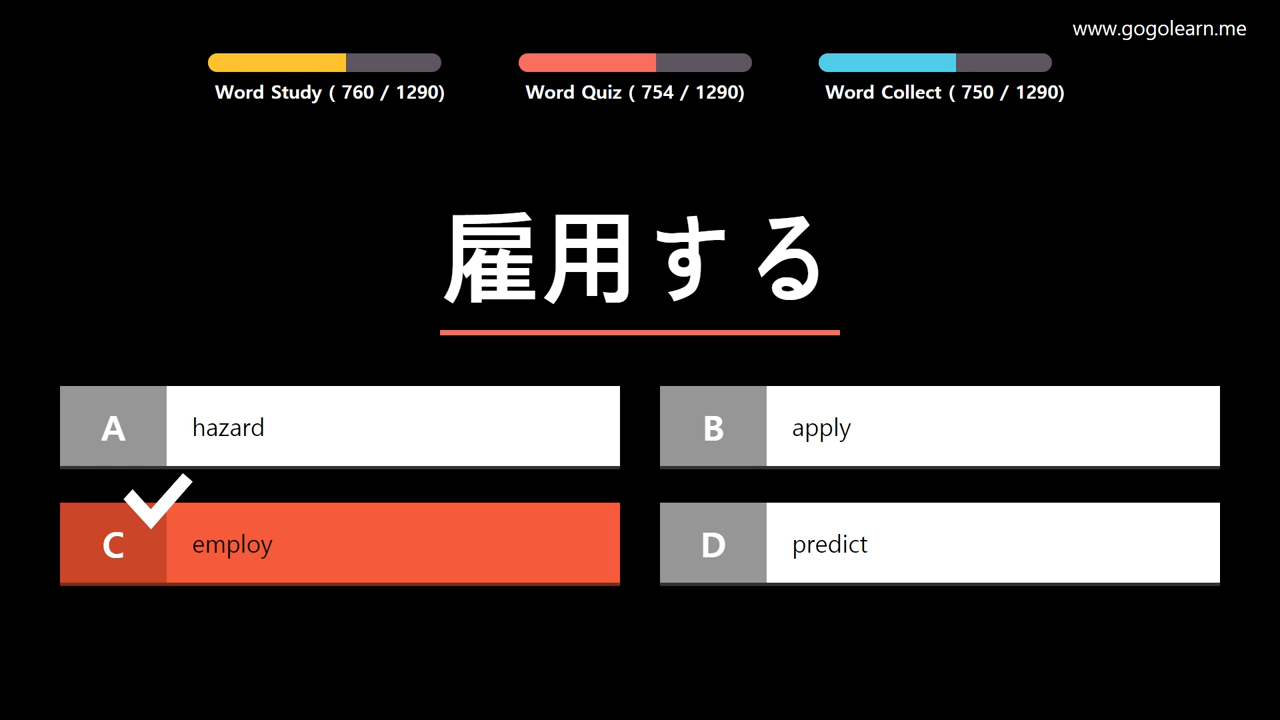 www.gogolearn.me
Word Study ( 760 / 1290)
Word Quiz ( 754 / 1290)
Word Collect ( 750 / 1290)
雇用する
A hazard
B apply
C employ
D predict